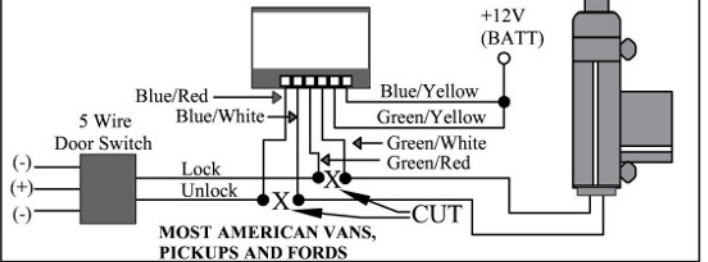 +12V
(BATT)
Blue/Red
Blue/Yellow
Blue/White
Green/Yellow
5 Wire
Door Switch
Green/White
Green/Red
(-)
Lock
(+)
Unlock
(-)
X
X
CUT
MOST AMERICAN VANS,
PICKUPS AND FORDS